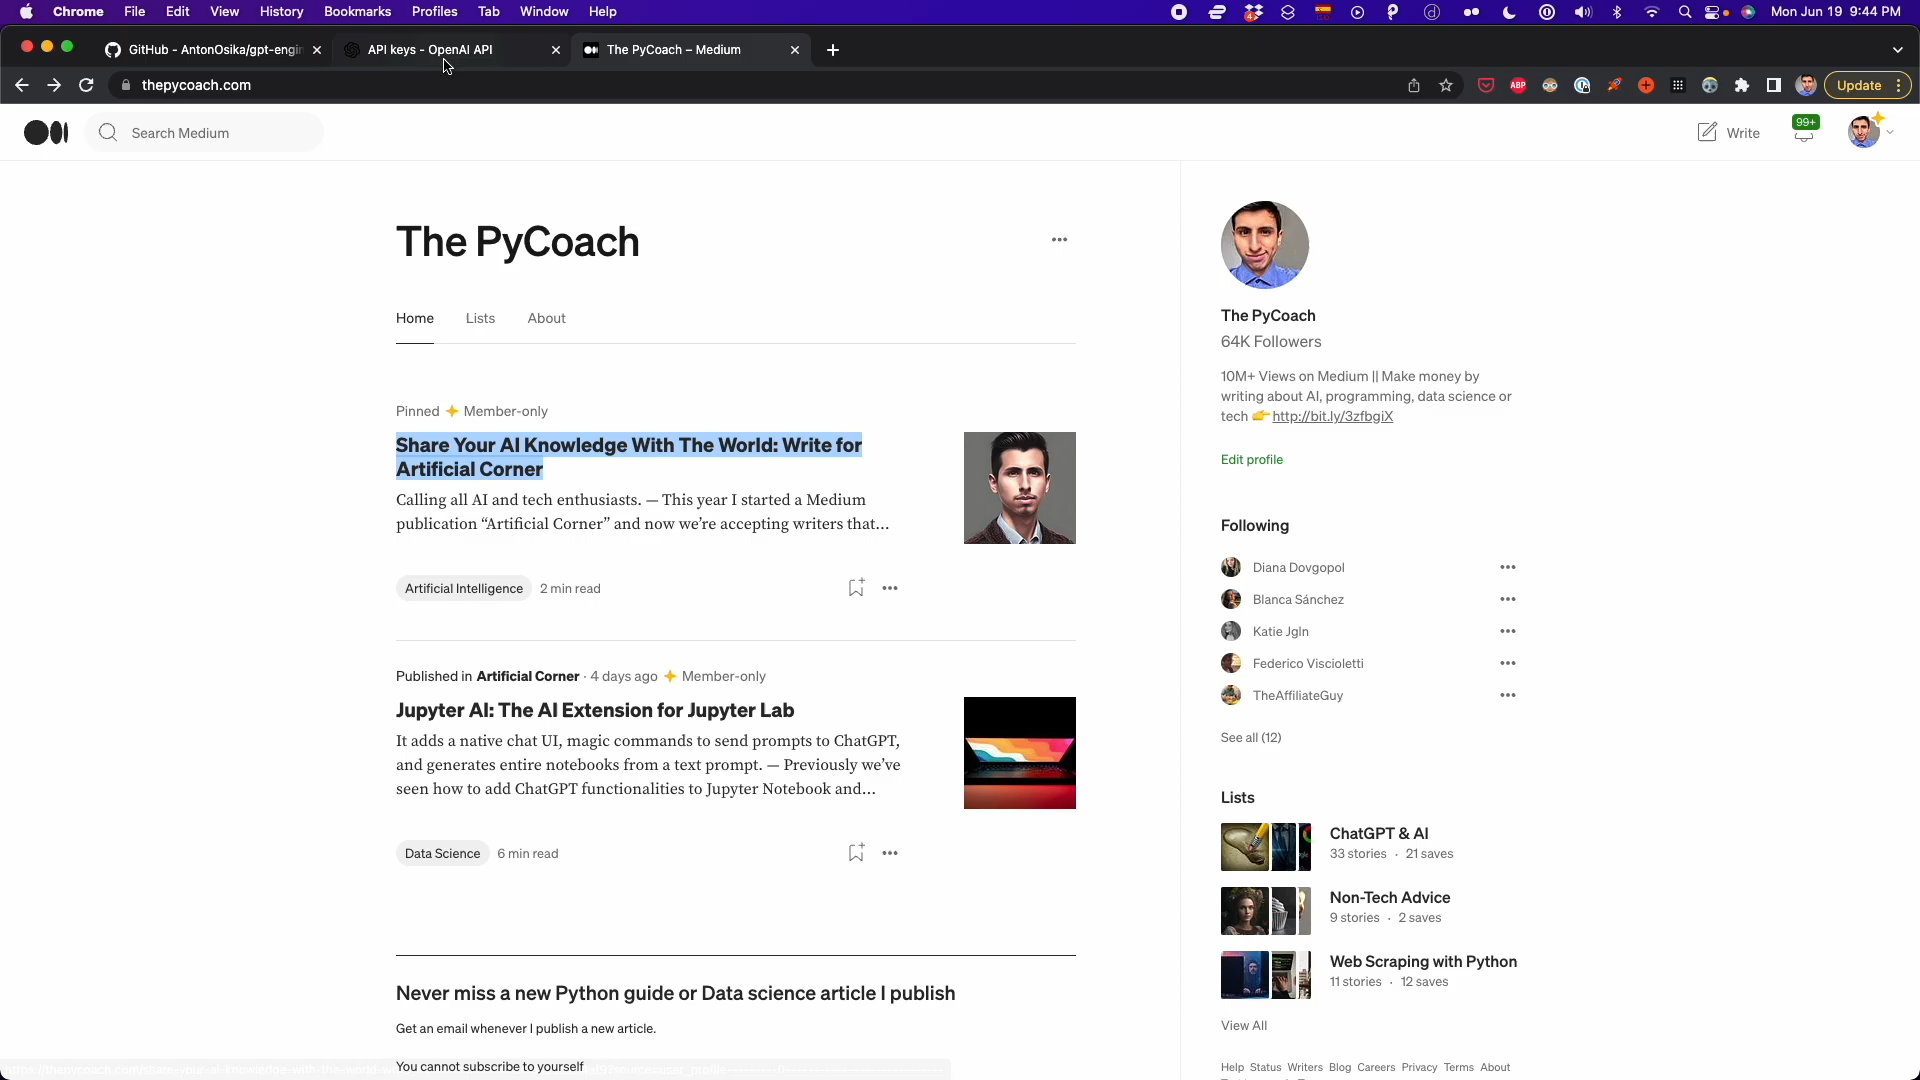 Chrome File Edit View History Bookmarks Profiles Tab Window Help Mon Jun 19 9:44 PM
GitHub - AntonOsika/gpt-engin API keys - OpenAI API The PyCoach – Medium
thepycoach.com ABP Update
Search Medium Write 99+
The PyCoach
Home Lists About
Pinned Member-only
Share Your AI Knowledge With The World: Write for
Artificial Corner
Calling all AI and tech enthusiasts. — This year I started a Medium
publication “Artificial Corner” and now we’re accepting writers that...
Artificial Intelligence 2 min read
Published in Artificial Corner · 4 days ago Member-only
Jupyter AI: The AI Extension for Jupyter Lab
It adds a native chat UI, magic commands to send prompts to ChatGPT,
and generates entire notebooks from a text prompt. — Previously we’ve
seen how to add ChatGPT functionalities to Jupyter Notebook and...
Data Science 6 min read
Never miss a new Python guide or Data science article I publish
Get an email whenever I publish a new article.
You cannot subscribe to yourself
The PyCoach
64K Followers
10M+ Views on Medium || Make money by
writing about AI, programming, data science or
tech 👉 http://bit.ly/3zfbgiX
Edit profile
Following
Diana Dovgopol
Blanca Sánchez
Katie Jgln
Federico Viscioletti
TheAffiliateGuy
See all (12)
Lists
ChatGPT & AI
33 stories · 21 saves
Non-Tech Advice
9 stories · 2 saves
Web Scraping with Python
11 stories · 12 saves
View All
Help Status Writers Blog Careers Privacy Terms About